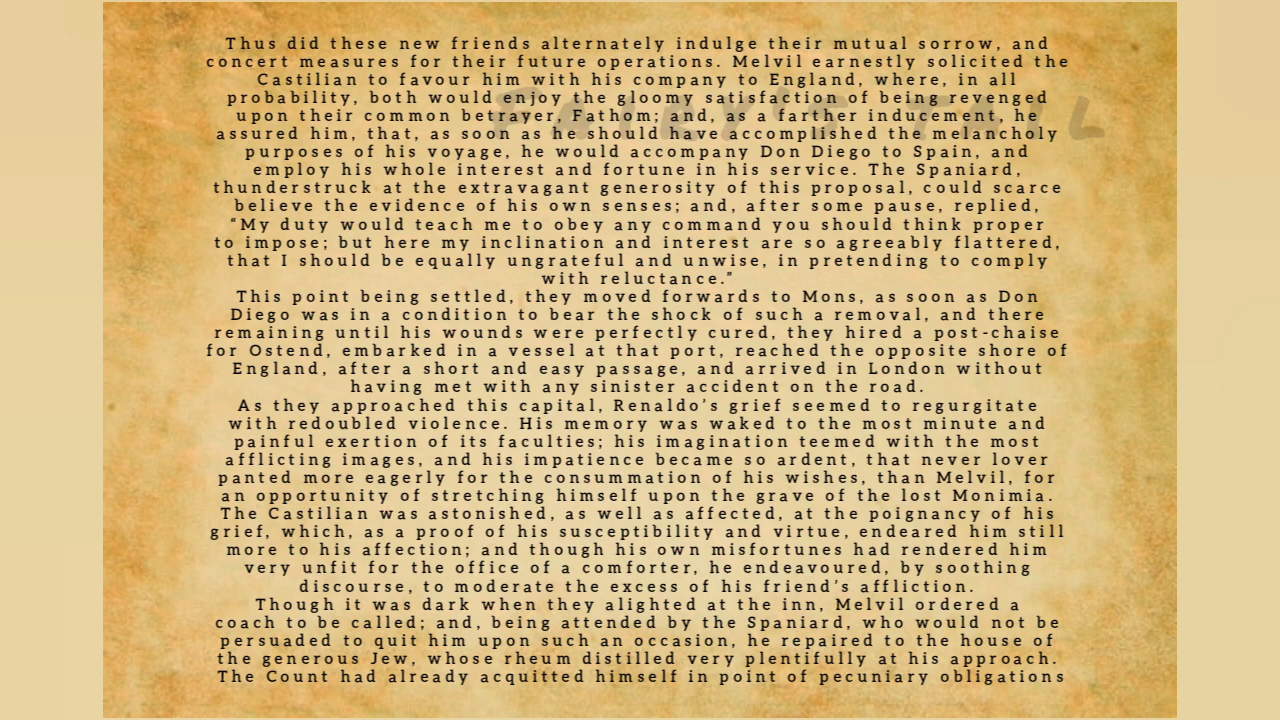 Thus did these new friends alternately indulge their mutual sorrow, and
concert measures for their future operations. Melvil earnestly solicited the
Castilian to favour him with his company to England, where, in all
probability, both would enjoy the gloomy satisfaction of being revenged
upon their common betrayer, Fathom; and, as a farther inducement, he
assured him, that, as soon as he should have accomplished the melancholy
purposes of his voyage, he would accompany Don Diego to Spain, and
employ his whole interest and fortune in his service. The Spaniard,
thunderstruck at the extravagant generosity of this proposal, could scarce
believe the evidence of his own senses; and, after some pause, replied,
“My duty would teach me to obey any command you should think proper
to impose; but here my inclination and interest are so agreeably flattered,
that I should be equally ungrateful and unwise, in pretending to comply
with reluctance.”
This point being settled, they moved forwards to Mons, as soon as Don
Diego was in a condition to bear the shock of such a removal, and there
remaining until his wounds were perfectly cured, they hired a post-chaise
for Ostend, embarked in a vessel at that port, reached the opposite shore of
England, after a short and easy passage, and arrived in London without
having met with any sinister accident on the road.
As they approached this capital, Renaldo’s grief seemed to regurgitate
with redoubled violence. His memory was waked to the most minute and
painful exertion of its faculties; his imagination teemed with the most
afflicting images, and his impatience became so ardent, that never lover
panted more eagerly for the consummation of his wishes, than Melvil, for
an opportunity of stretching himself upon the grave of the lost Monimia.
The Castilian was astonished, as well as affected, at the poignancy of his
grief, which, as a proof of his susceptibility and virtue, endeared him still
more to his affection; and though his own misfortunes had rendered him
very unfit for the office of a comforter, he endeavoured, by soothing
discourse, to moderate the excess of his friend’s affliction.
Though it was dark when they alighted at the inn, Melvil ordered a
coach to be called; and, being attended by the Spaniard, who would not be
persuaded to quit him upon such an occasion, he repaired to the house of
the generous Jew, whose rheum distilled very plentifully at his approach.
The Count had already acquitted himself in point of pecuniary obligations